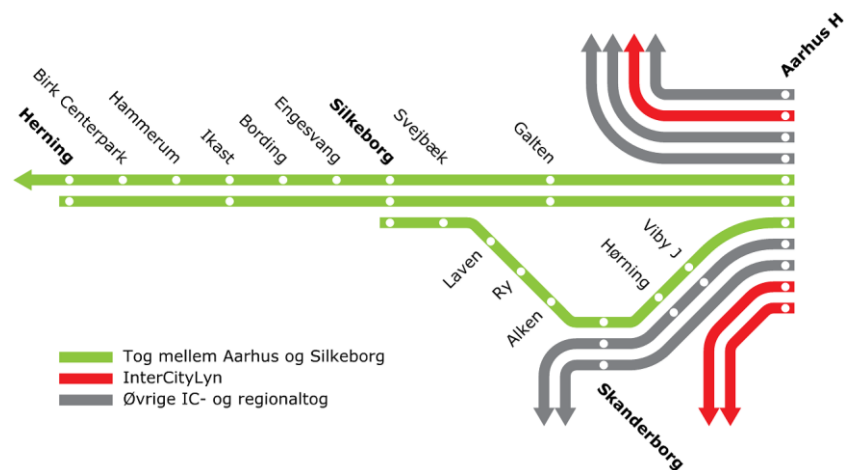 Herning
Birk Centerpark
Hammerum
Ikast
Bording
Engesvang
Silkeborg
Svejbæk
Galten
Aarhus H
Laven
Ry
Alken
Hørning
Viby J
Skanderborg
Tog mellem Aarhus og Silkeborg
InterCityLyn
Øvrige IC- og regionaltog